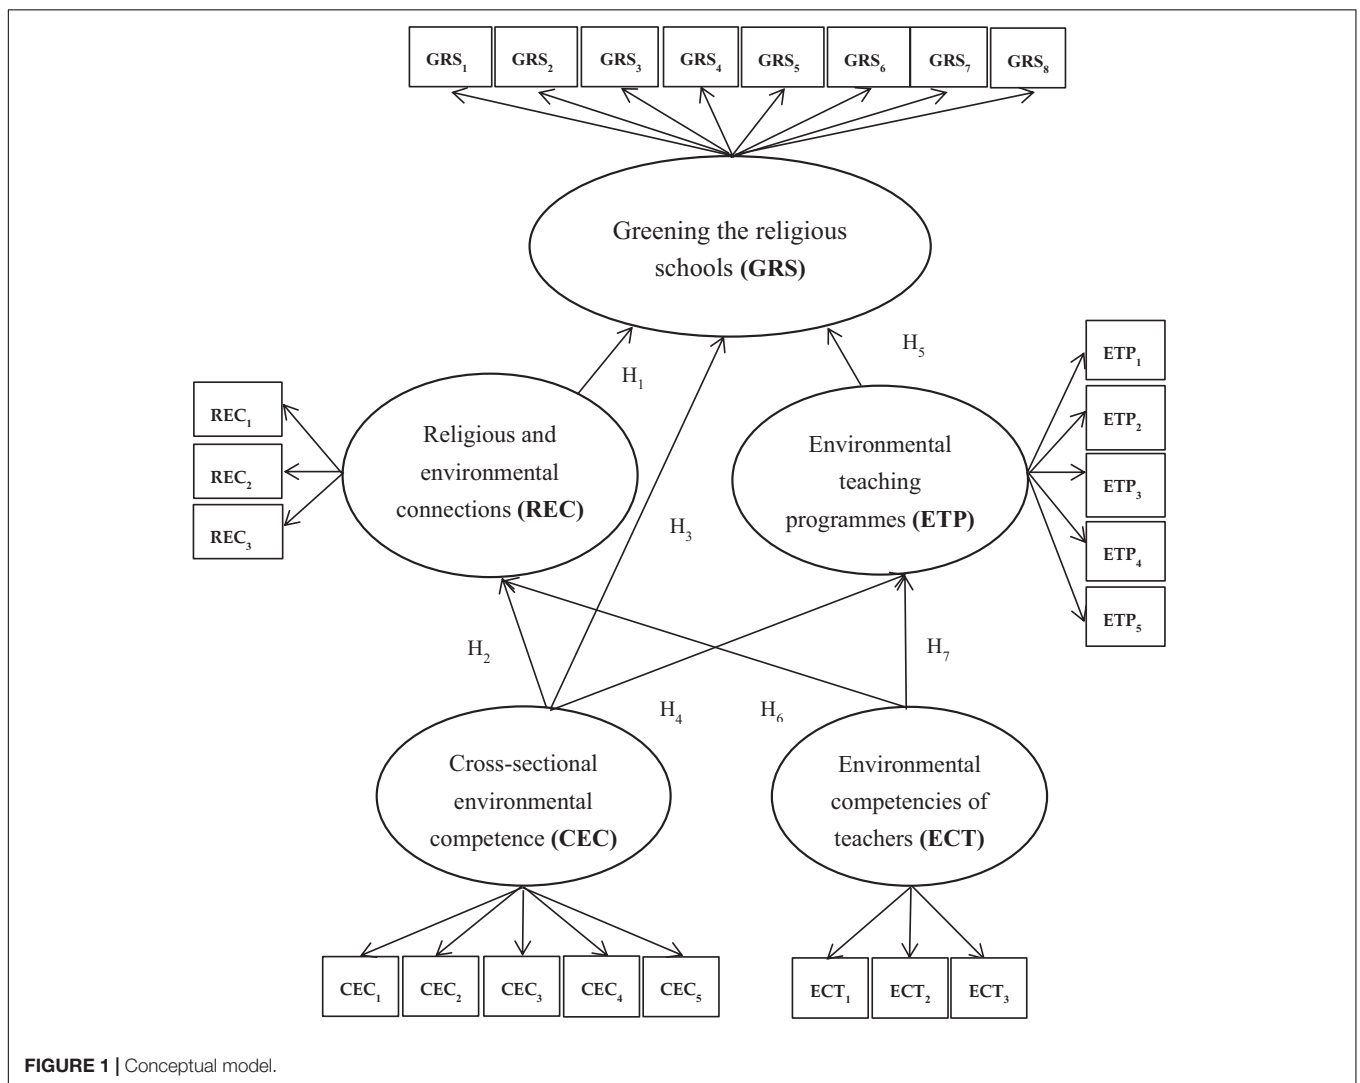 GRS₁ GRS₂ GRS₃ GRS₄ GRS₅ GRS₆ GRS₇ GRS₈
Greening the religious
schools (GRS)
H₁
H₅
REC₁
REC₂
REC₃
Religious and
environmental
connections (REC)
H₃
Environmental
teaching
programmes (ETP)
ETP₁
ETP₂
ETP₃
ETP₄
ETP₅
H₂
H₇
H₄
H₆
Cross-sectional
environmental
competence (CEC)
Environmental
competencies of
teachers (ECT)
CEC₁ CEC₂ CEC₃ CEC₄ CEC₅
ECT₁ ECT₂ ECT₃
FIGURE 1 | Conceptual model.